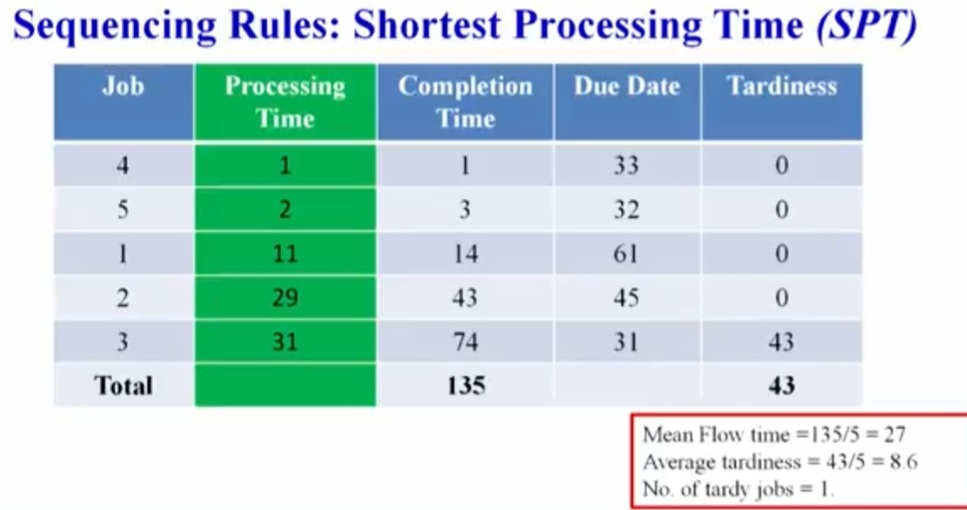 Sequencing Rules: Shortest Processing Time (SPT)
Job Processing Time Completion Time Due Date Tardiness
4 1 1 33 0
5 2 3 32 0
1 11 14 61 0
2 29 43 45 0
3 31 74 31 43
Total 135 43
Mean Flow time =135/5 = 27
Average tardiness = 43/5 = 8.6
No. of tardy jobs = 1.